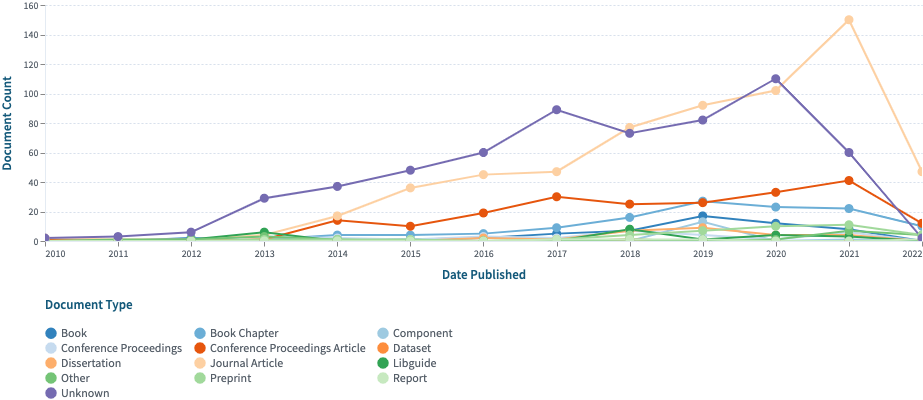 160
140
120
100
80
60
40
20
0
Document Count
2010 2011 2012 2013 2014 2015 2016 2017 2018 2019 2020 2021 2022
Date Published
Document Type
Book Book Chapter Component
Conference Proceedings Conference Proceedings Article Dataset
Dissertation Journal Article Libguide
Other Preprint Report
Unknown